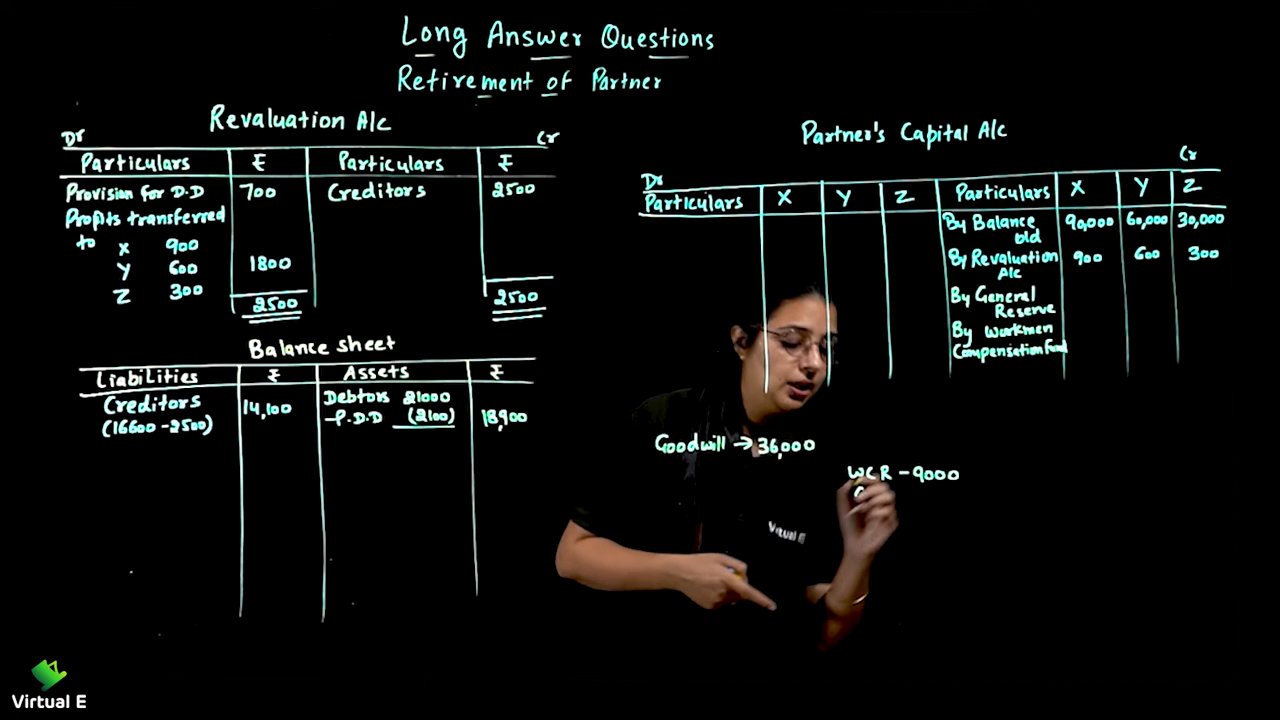 Long Answer Questions
Retirement of Partner
Revaluation A/c
Dr Cr
Particulars ₹ Particulars ₹
Provision for D.D 700 Creditors 2500
Profits transferred
to X 900
Y 600 1800
Z 300
2500 2500
Balance sheet
Liabilities ₹ Assets ₹
Creditors 14,100 Debtors 21000
(16600-2500) -P.D.D (2100) 18,900
Partner's Capital A/c
Dr Cr
Particulars X Y Z Particulars X Y Z
By Balance 90,000 60,000 30,000
b/d
By Revaluation 900 600 300
A/c
By General
Reserve
By Workmen
Compensation Fund
Goodwill → 36,000
WCR - 9000
Virtual E
Virtual E